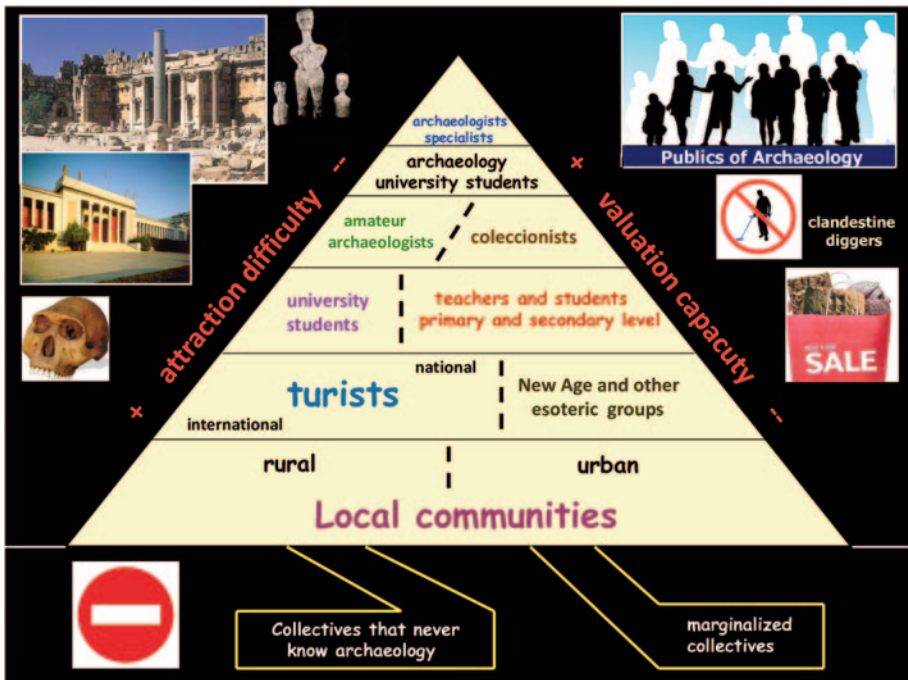 Publics of Archaeology
archaeologists
specialists
archaeology
university students
amateur
archaeologists
coleccionists
university
students
teachers and students
primary and secondary level
national
turists
international
New Age and other
esoteric groups
rural
urban
Local communities
+ attraction difficulty --
+ valuation capacuty --
clandestine
diggers
SALE
Collectives that never
know archaeology
marginalized
collectives